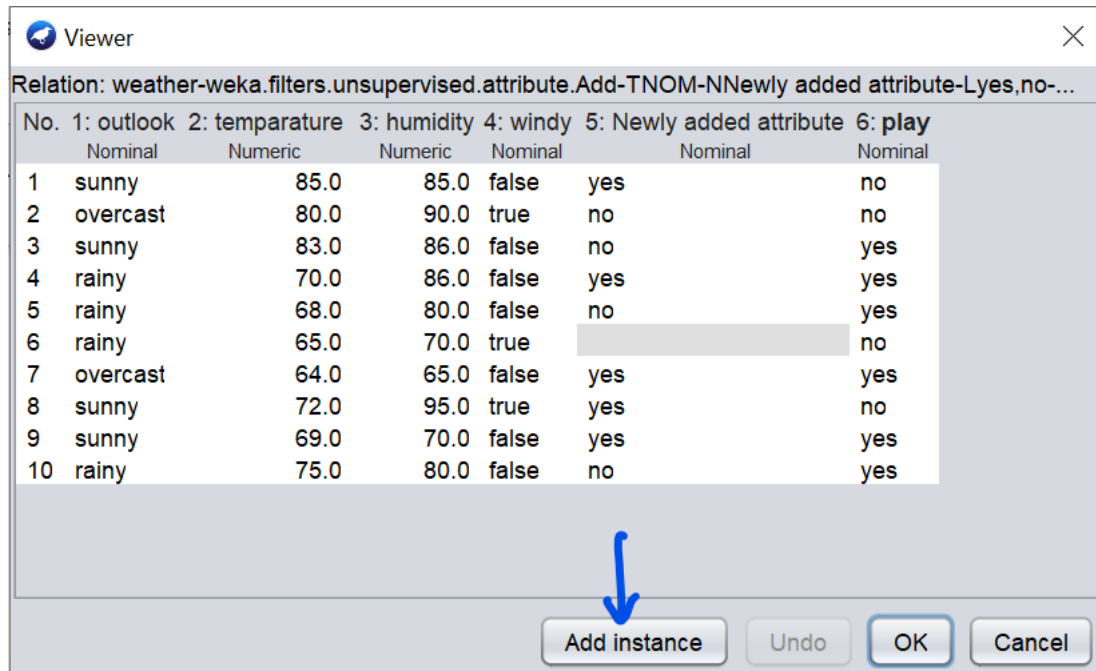 Viewer
Relation: weather-weka.filters.unsupervised.attribute.Add-TNOM-NNewly added attribute-Lyes,no-...
No. 1: outlook 2: temparature 3: humidity 4: windy 5: Newly added attribute 6: play
Nominal Numeric Numeric Nominal Nominal Nominal
1 sunny 85.0 85.0 false yes no
2 overcast 80.0 90.0 true no no
3 sunny 83.0 86.0 false no yes
4 rainy 70.0 86.0 false yes yes
5 rainy 68.0 80.0 false no yes
6 rainy 65.0 70.0 true no
7 overcast 64.0 65.0 false yes yes
8 sunny 72.0 95.0 true yes no
9 sunny 69.0 70.0 false yes yes
10 rainy 75.0 80.0 false no yes
Add instance Undo OK Cancel